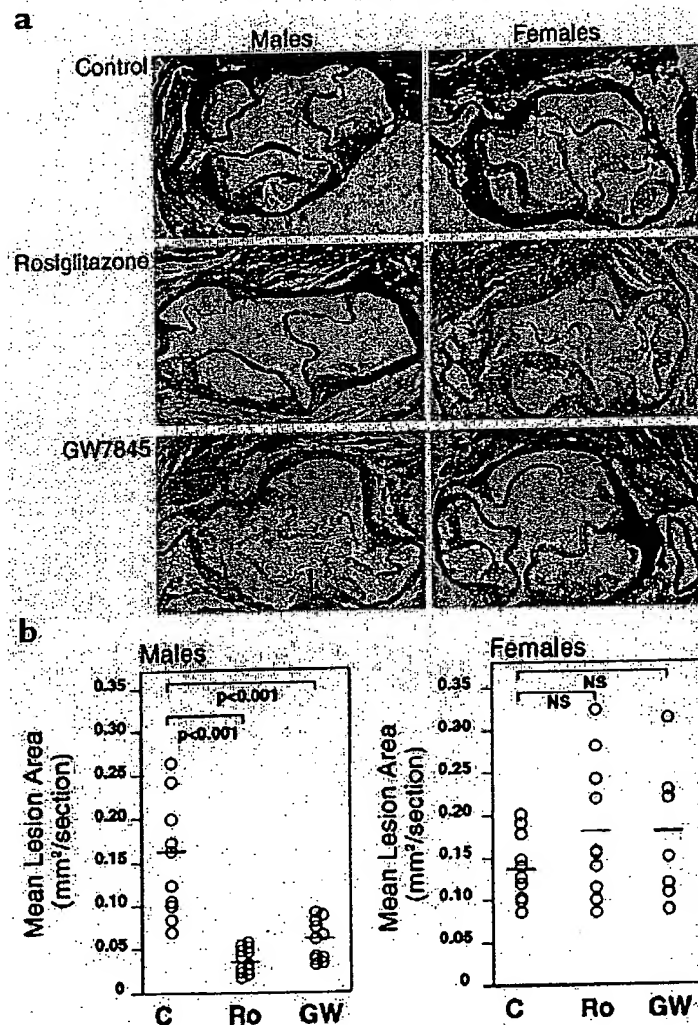 a
Males Females
Control
Rosiglitazone
GW7845
b
Males
Mean Lesion Area
(mm²/section)
0.35
0.30
0.25
0.20
0.15
0.10
0.05
0
p<0.001
p<0.001
C Ro GW
Females
Mean Lesion Area
(mm²/section)
0.35
0.30
0.25
0.20
0.15
0.10
0.05
0
NS
NS
C Ro GW